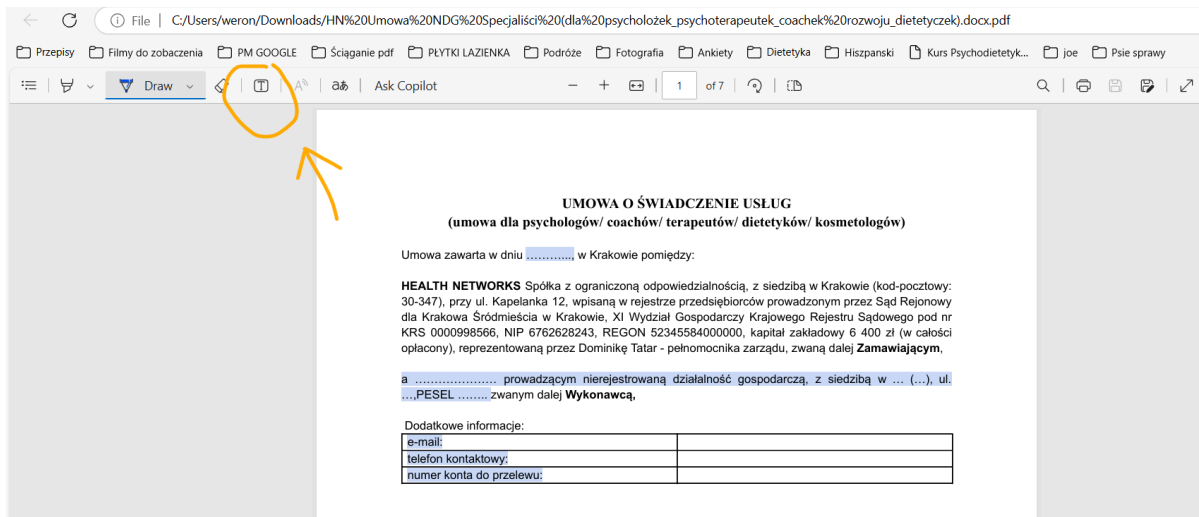 File C:/Users/weron/Downloads/HN%20Umowa%20NDG%20Specjaliści%20(dla%20psycholożek_psychoterapeutek_coachek%20rozwoju_dietetyczek).docx.pdf
Przepisy Filmy do zobaczenia PM GOOGLE Ściąganie pdf PŁYTKI LAZIENKA Podróże Fotografia Ankiety Dietetyka Hiszpanski Kurs Psychodietetyk... joe Psie sprawy
Draw T A aあ Ask Copilot 1 of 7
UMOWA O ŚWIADCZENIE USŁUG
(umowa dla psychologów/ coachów/ terapeutów/ dietetyków/ kosmetologów)
Umowa zawarta w dniu ……….., w Krakowie pomiędzy:
HEALTH NETWORKS Spółka z ograniczoną odpowiedzialnością, z siedzibą w Krakowie (kod-pocztowy:
30-347), przy ul. Kapelanka 12, wpisaną w rejestrze przedsiębiorców prowadzonym przez Sąd Rejonowy
dla Krakowa Śródmieścia w Krakowie, XI Wydział Gospodarczy Krajowego Rejestru Sądowego pod nr
KRS 0000998566, NIP 6762628243, REGON 52345584000000, kapitał zakładowy 6 400 zł (w całości
opłacony), reprezentowaną przez Dominikę Tatar - pełnomocnika zarządu, zwaną dalej Zamawiającym,
a ………………… prowadzącym nierejestrowaną działalność gospodarczą, z siedzibą w … (…), ul.
…,PESEL …….. zwanym dalej Wykonawcą,
Dodatkowe informacje:
e-mail:
telefon kontaktowy:
numer konta do przelewu: